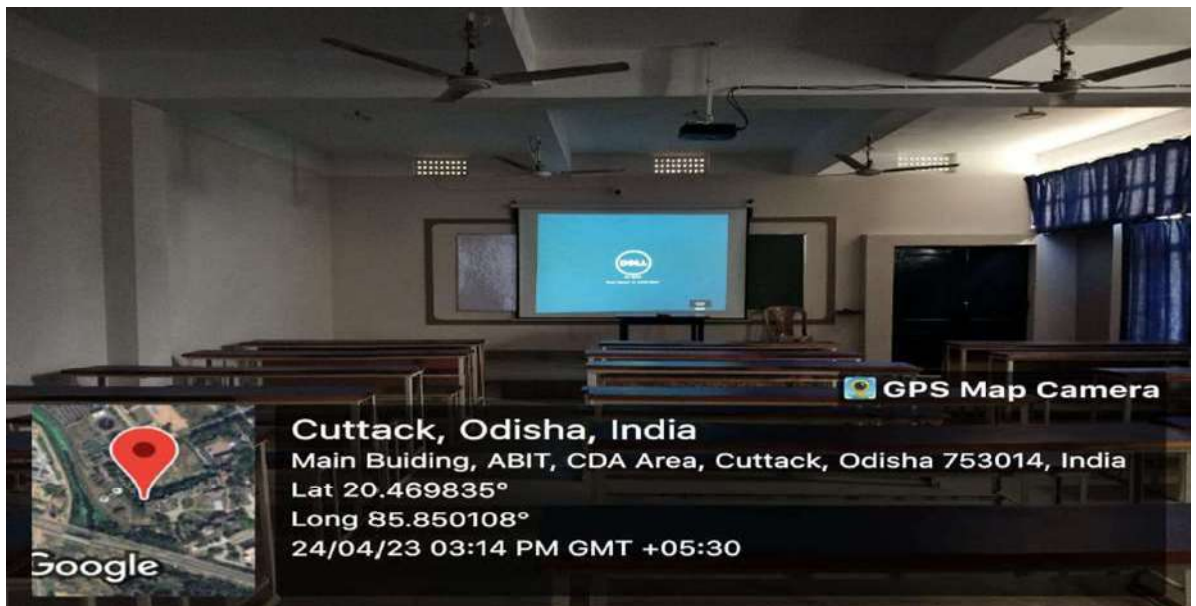 DELL
GPS Map Camera
Cuttack, Odisha, India
Main Buiding, ABIT, CDA Area, Cuttack, Odisha 753014, India
Lat 20.469835°
Long 85.850108°
24/04/23 03:14 PM GMT +05:30
Google